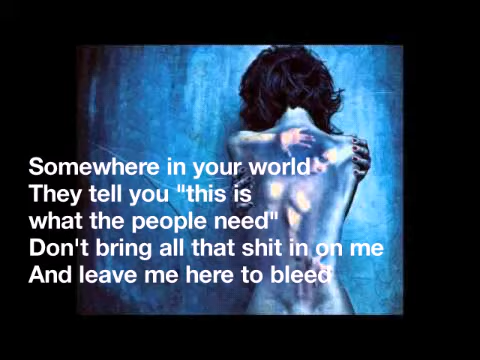 Somewhere in your world
They tell you "this is
what the people need"
Don't bring all that shit in on me
And leave me here to bleed